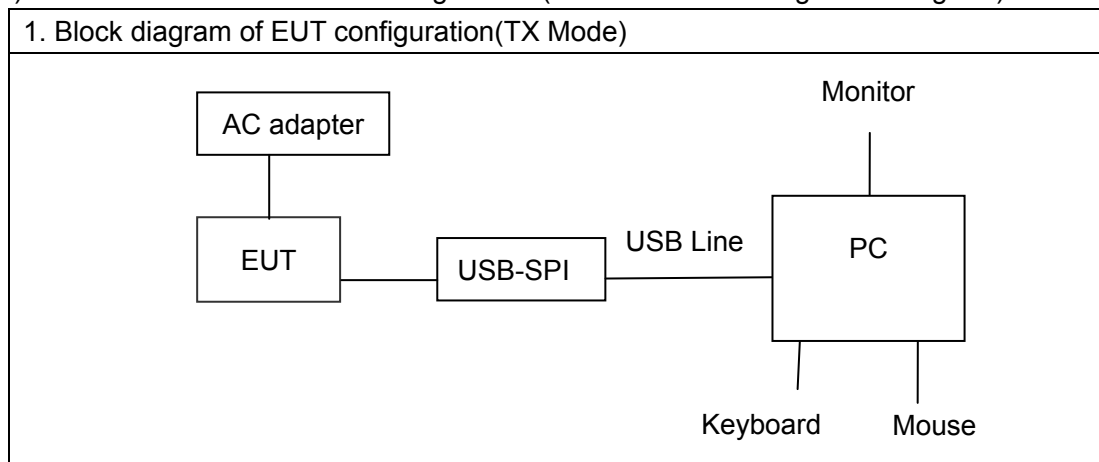 1. Block diagram of EUT configuration(TX Mode)
Monitor
AC adapter
EUT
USB-SPI
USB Line
PC
Keyboard
Mouse